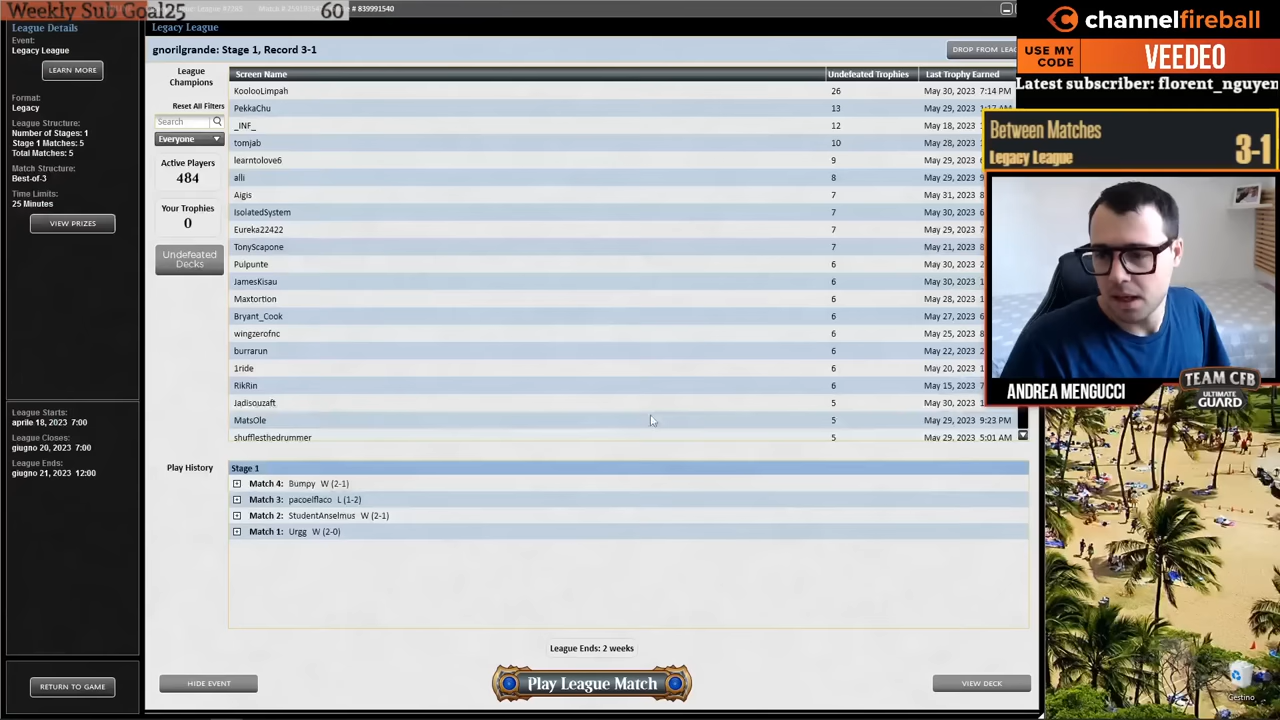 Weekly Sub Goal25 60
# 839991540
League Details
Event:
Legacy League
LEARN MORE
Format:
Legacy
League Structure:
Number of Stages: 1
Stage 1 Matches: 5
Total Matches: 5
Match Structure:
Best-of-3
Time Limits:
25 Minutes
VIEW PRIZES
League Starts:
aprile 18, 2023 7:00
League Closes:
giugno 20, 2023 7:00
League Ends:
giugno 21, 2023 12:00
RETURN TO GAME
Legacy League
gnorilgrande: Stage 1, Record 3-1
DROP FROM LEAG
League
Champions
Reset All Filters
Search
Everyone
Active Players
484
Your Trophies
0
Undefeated
Decks
Screen Name Undefeated Trophies Last Trophy Earned
KoolooLimpah 26 May 30, 2023 7:14 PM
PekkaChu 13 May 29, 2023 1:17 AM
_INF_ 12 May 18, 2023
tomjab 10 May 28, 2023
learntolove6 9 May 29, 2023
alli 8 May 29, 2023
Aigis 7 May 31, 2023
IsolatedSystem 7 May 30, 2023
Eureka22422 7 May 29, 2023
TonyScapone 7 May 21, 2023
Pulpunte 6 May 30, 2023
JamesKisau 6 May 30, 2023
Maxtortion 6 May 28, 2023
Bryant_Cook 6 May 27, 2023
wingzerofnc 6 May 25, 2023
burrarun 6 May 22, 2023
1ride 6 May 20, 2023
RikRin 6 May 15, 2023
Jadisouzaft 5 May 30, 2023
MatsOle 5 May 29, 2023 9:23 PM
shufflesthedrummer 5 May 29, 2023 5:01 AM
Play History
Stage 1
Match 4: Bumpy W (2-1)
Match 3: pacoelflaco L (1-2)
Match 2: StudentAnselmus W (2-1)
Match 1: Urgg W (2-0)
League Ends: 2 weeks
HIDE EVENT
Play League Match
VIEW DECK
channelfireball
USE MY
CODE
VEEDEO
Latest subscriber: florent_nguyen
Between Matches
Legacy League
3-1
ANDREA MENGUCCI
TEAM CFB
ULTIMATE
GUARD
Cestino